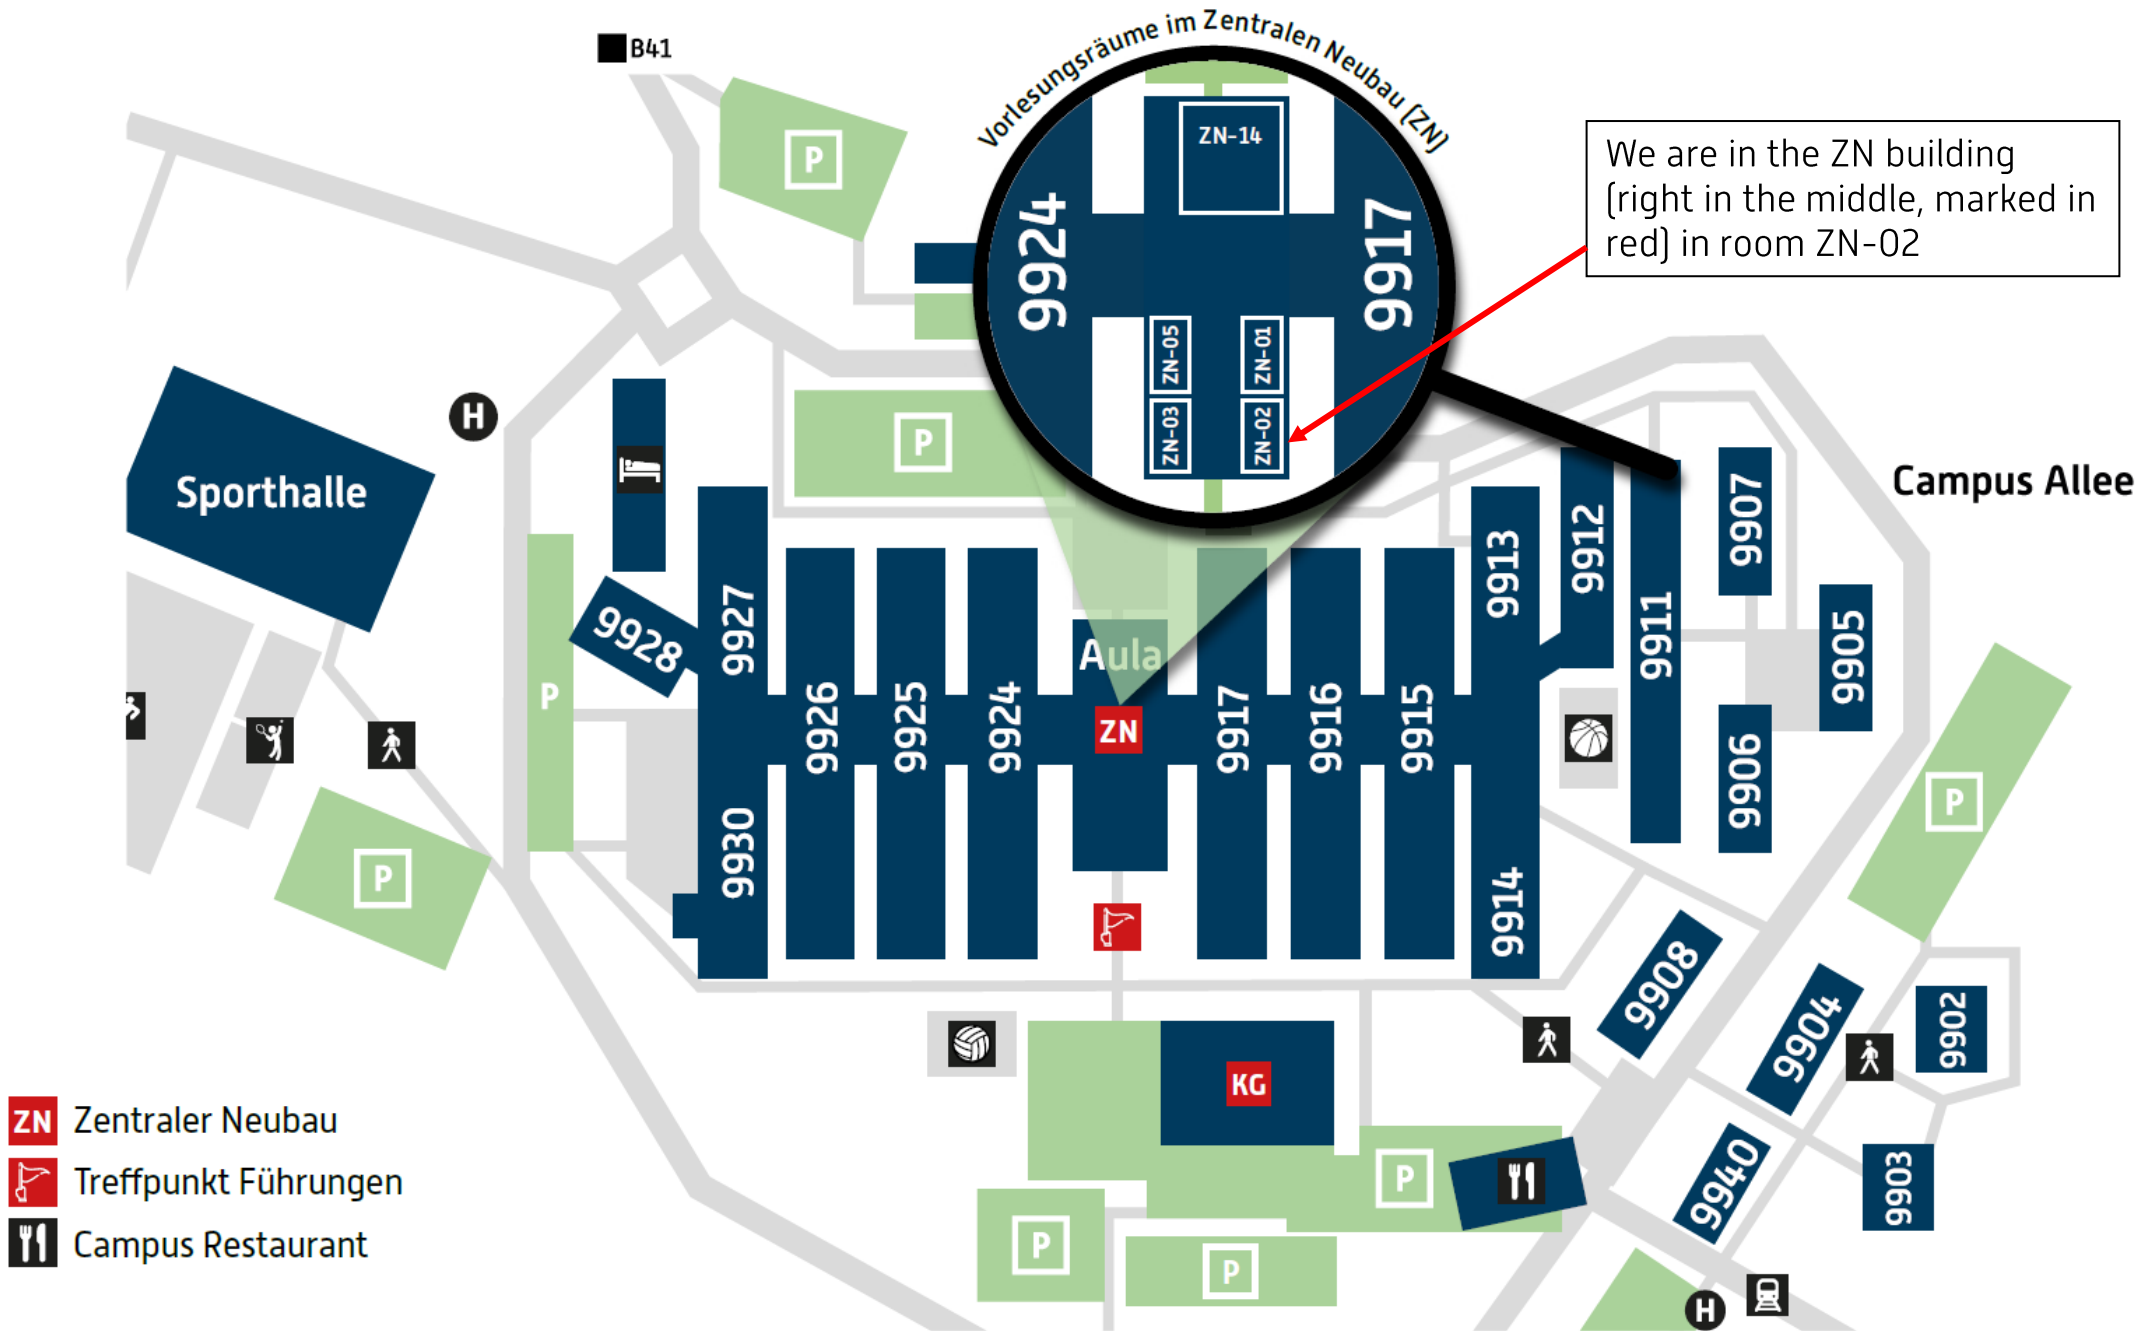 B41
Vorlesungsräume im Zentralen Neubau (ZN)
P
ZN-14
We are in the ZN building
(right in the middle, marked in
red) in room ZN-02
9924
9917
ZN-05
ZN-01
ZN-03
ZN-02
H
P
Sporthalle
Campus Allee
9907
9912
9913
9911
9927
9928
9905
Aula
P
9926
9925
9924
ZN
9917
9916
9915
9906
P
9930
P
9914
9908
9904
9902
KG
ZN Zentraler Neubau
Treffpunkt Führungen
Campus Restaurant
P
9940
9903
P
P
H